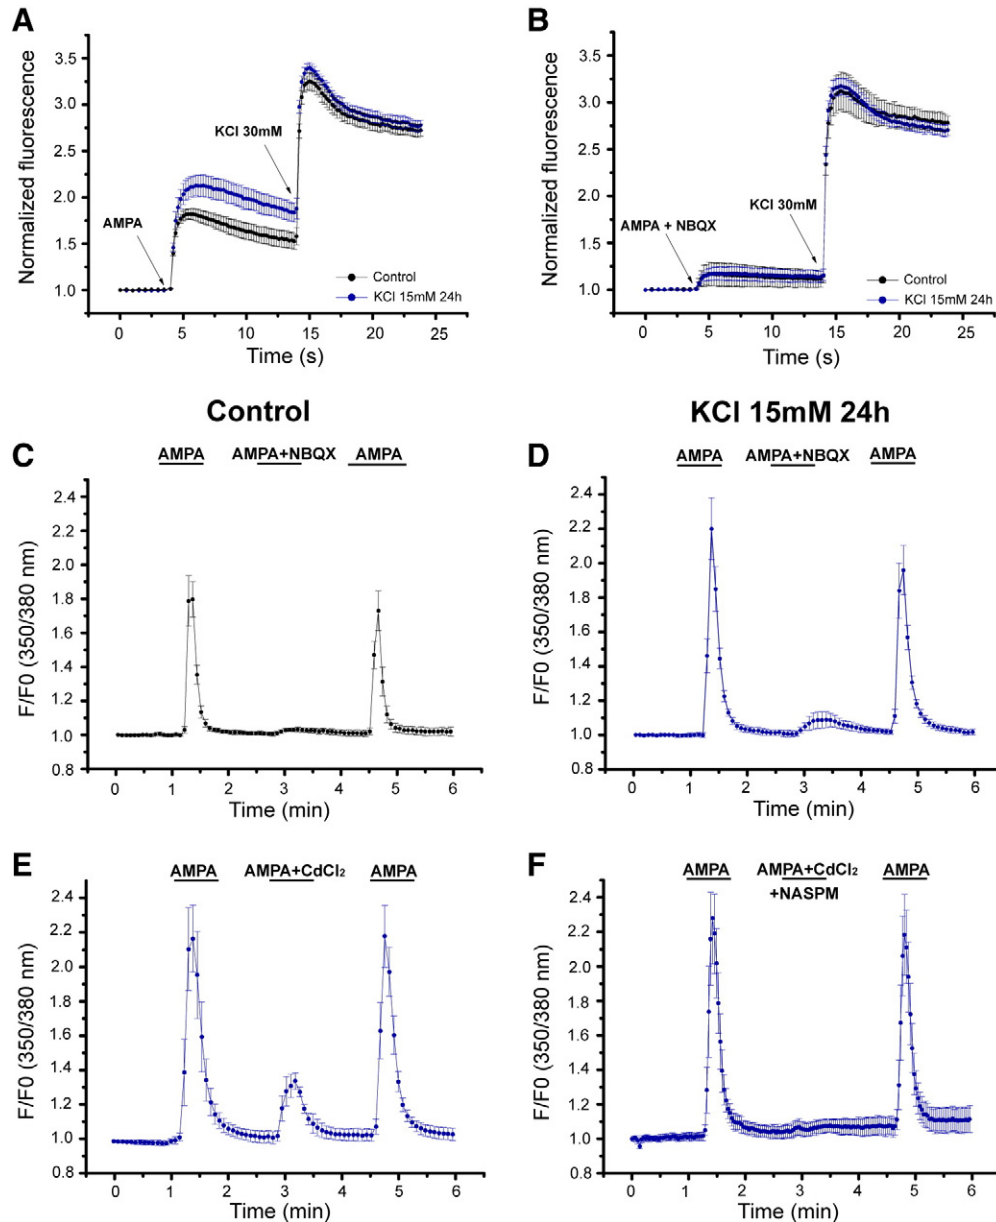 A
Normalized fluorescence
3.5
3.0
2.5
2.0
1.5
1.0
KCl 30mM
AMPA
Control
KCl 15mM 24h
0 5 10 15 20 25
Time (s)
B
Normalized fluorescence
3.5
3.0
2.5
2.0
1.5
1.0
AMPA + NBQX
KCl 30mM
Control
KCl 15mM 24h
0 5 10 15 20 25
Time (s)
Control
C
AMPA AMPA+NBQX AMPA
F/F0 (350/380 nm)
2.4
2.2
2.0
1.8
1.6
1.4
1.2
1.0
0.8
0 1 2 3 4 5 6
Time (min)
KCl 15mM 24h
D
AMPA AMPA+NBQX AMPA
F/F0 (350/380 nm)
2.4
2.2
2.0
1.8
1.6
1.4
1.2
1.0
0.8
0 1 2 3 4 5 6
Time (min)
E
AMPA AMPA+CdCl₂ AMPA
F/F0 (350/380 nm)
2.4
2.2
2.0
1.8
1.6
1.4
1.2
1.0
0.8
0 1 2 3 4 5 6
Time (min)
F
AMPA AMPA+CdCl₂ AMPA
+NASPM
F/F0 (350/380 nm)
2.4
2.2
2.0
1.8
1.6
1.4
1.2
1.0
0.8
0 1 2 3 4 5 6
Time (min)